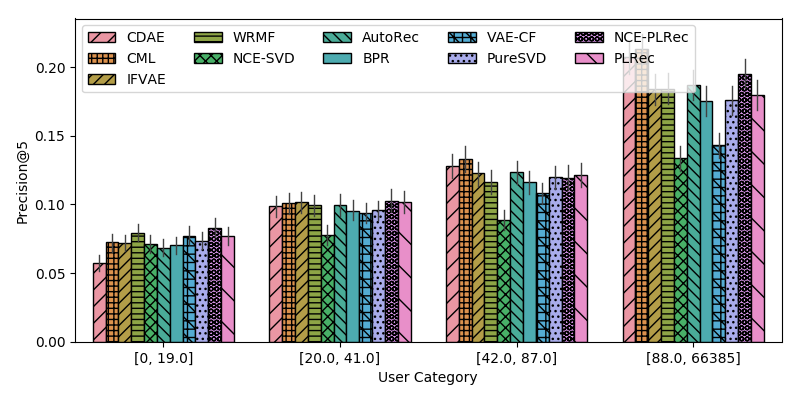 CDAE WRMF AutoRec VAE-CF NCE-PLRec
CML NCE-SVD BPR PureSVD PLRec
IFVAE
0.20
0.15
0.10
0.05
0.00
Precision@5
[0, 19.0] [20.0, 41.0] [42.0, 87.0] [88.0, 66385]
User Category